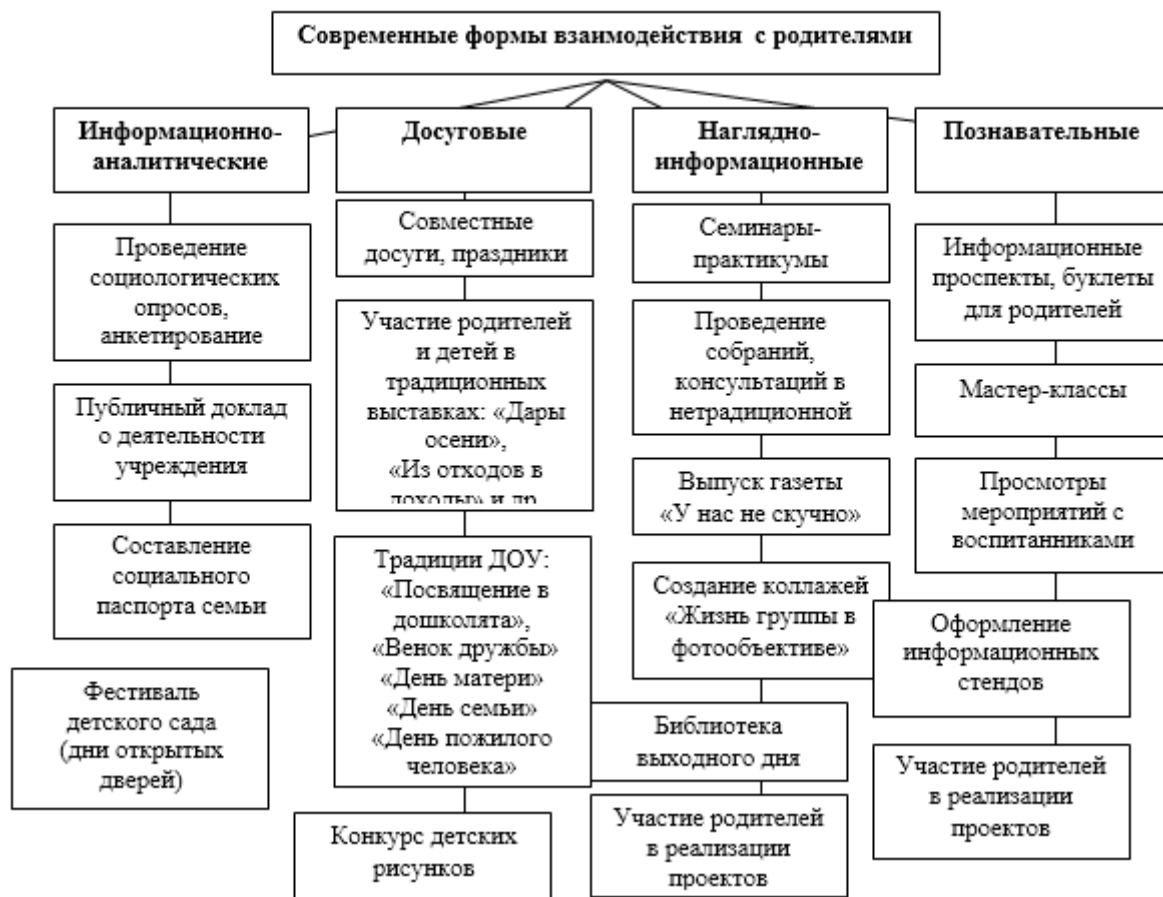 Современные формы взаимодействия с родителями
Информационно-
аналитические
Проведение
социологических
опросов,
анкетирование
Публичный доклад
о деятельности
учреждения
Составление
социального
паспорта семьи
Фестиваль
детского сада
(дни открытых
дверей)
Досуговые
Совместные
досуги, праздники
Участие родителей
и детей в
традиционных
выставках: «Дары
осени»,
«Из отходов в
доходы» и др
Традиции ДОУ:
«Посвящение в
дошколята»,
«Венок дружбы»
«День матери»
«День семьи»
«День пожилого
человека»
Конкурс детских
рисунков
Наглядно-
информационные
Семинары-
практикумы
Проведение
собраний,
консультаций в
нетрадиционной
Выпуск газеты
«У нас не скучно»
Создание коллажей
«Жизнь группы в
фотообъективе»
Библиотека
выходного дня
Участие родителей
в реализации
проектов
Познавательные
Информационные
проспекты, буклеты
для родителей
Мастер-классы
Просмотры
мероприятий с
воспитанниками
Оформление
информационных
стендов
Участие родителей
в реализации
проектов